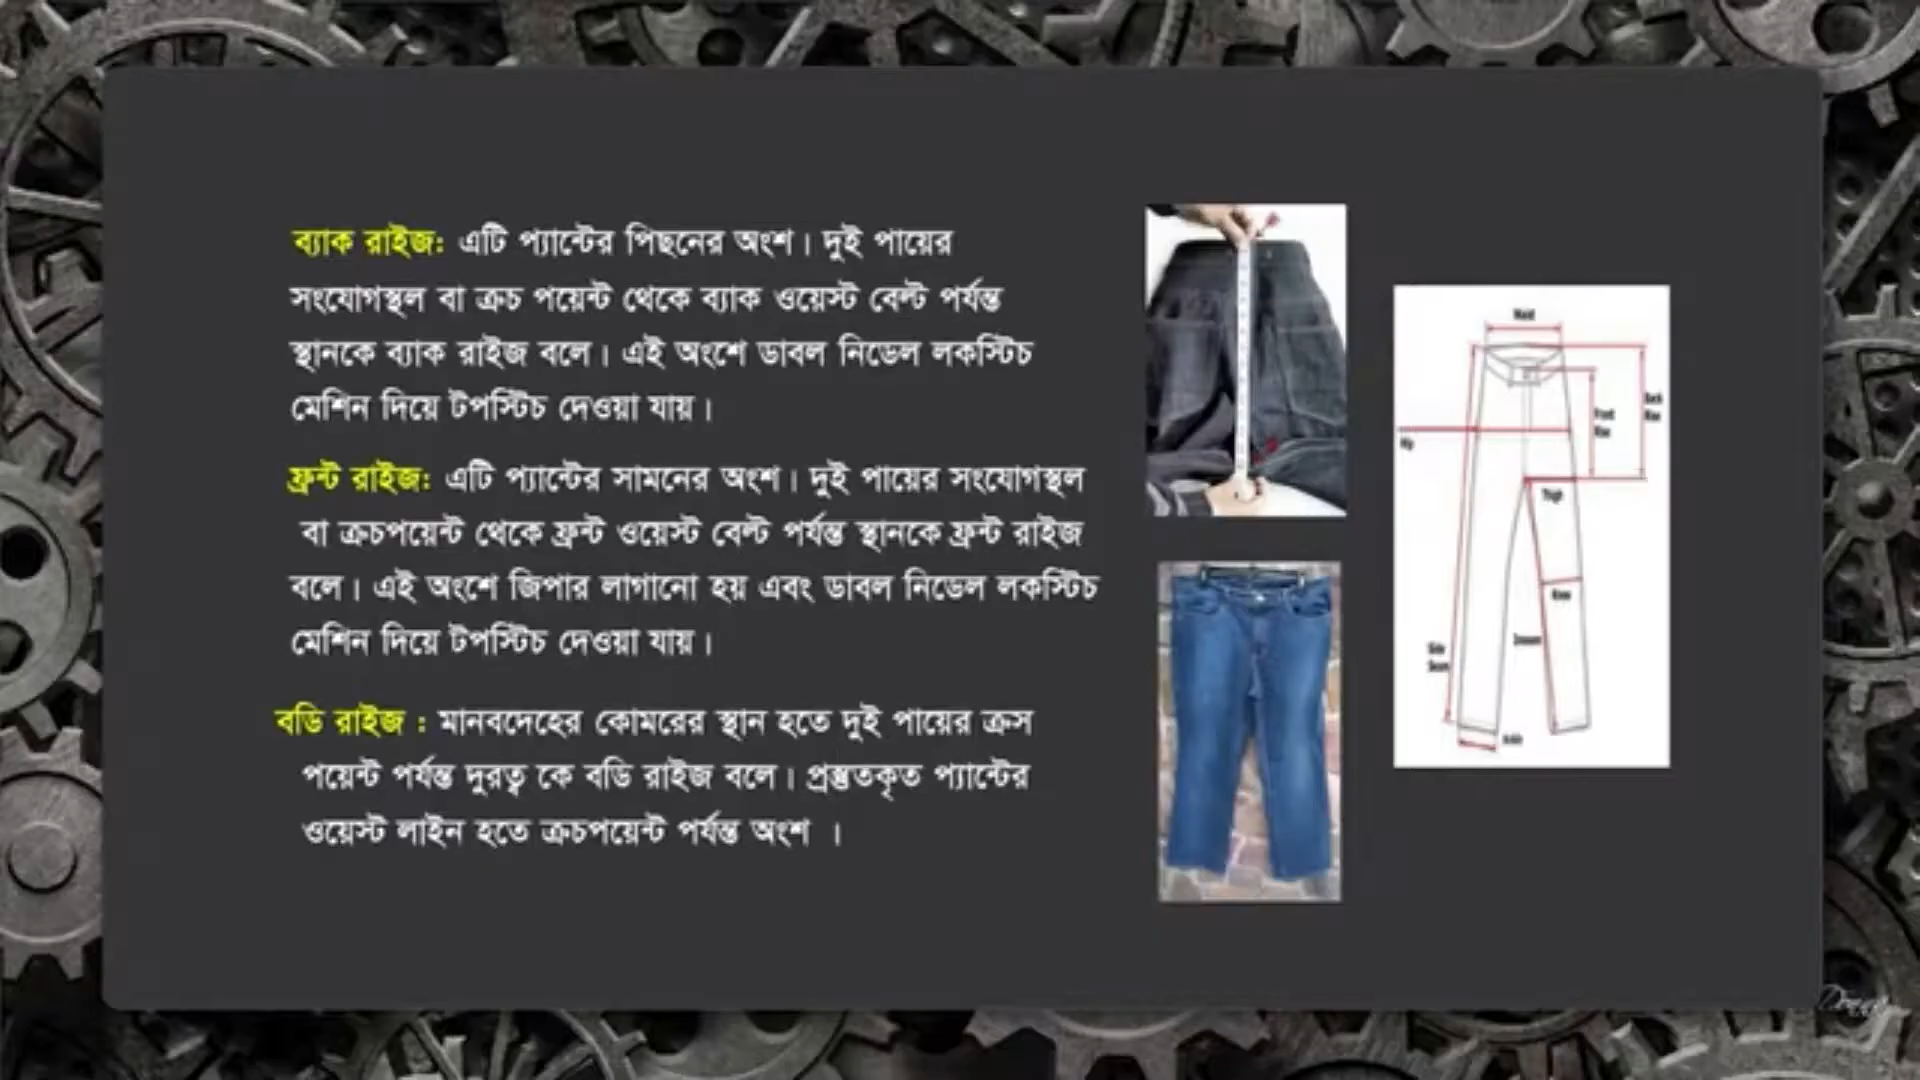 ব্যাক রাইজ: এটি প্যান্টের পিছনের অংশ। দুই পায়ের
সংযোগস্থল বা ক্রচ পয়েন্ট থেকে ব্যাক ওয়েস্ট বেল্ট পর্যন্ত
স্থানকে ব্যাক রাইজ বলে। এই অংশে ডাবল নিডেল লকস্টিচ
মেশিন দিয়ে টপস্টিচ দেওয়া যায়।
ফ্রন্ট রাইজ: এটি প্যান্টের সামনের অংশ। দুই পায়ের সংযোগস্থল
বা ক্রচপয়েন্ট থেকে ফ্রন্ট ওয়েস্ট বেল্ট পর্যন্ত স্থানকে ফ্রন্ট রাইজ
বলে। এই অংশে জিপার লাগানো হয় এবং ডাবল নিডেল লকস্টিচ
মেশিন দিয়ে টপস্টিচ দেওয়া যায়।
বডি রাইজ : মানবদেহের কোমরের স্থান হতে দুই পায়ের ক্রস
পয়েন্ট পর্যন্ত দুরত্ব কে বডি রাইজ বলে। প্রস্তুতকৃত প্যান্টের
ওয়েস্ট লাইন হতে ক্রচপয়েন্ট পর্যন্ত অংশ ।
Waist
Front
Rise
Back
Rise
Hip
Thigh
Knee
Inseam
Side
Seam